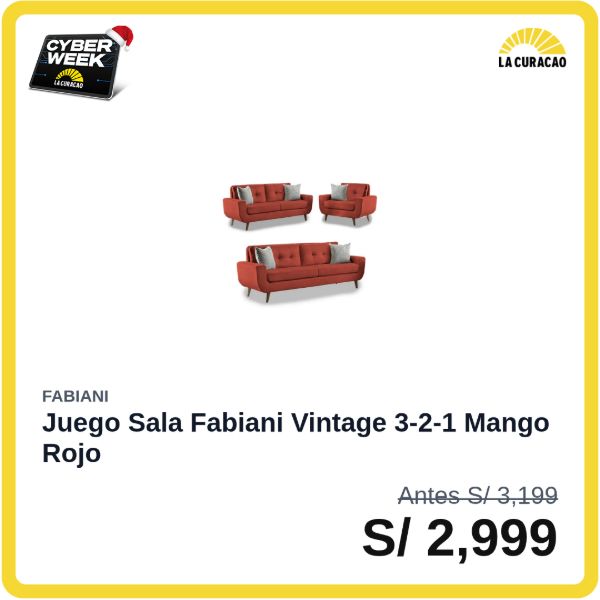 CYBER
WEEK
LA CURACAO
LA CURACAO
FABIANI
Juego Sala Fabiani Vintage 3-2-1 Mango
Rojo
Antes S/ 3,199
S/ 2,999